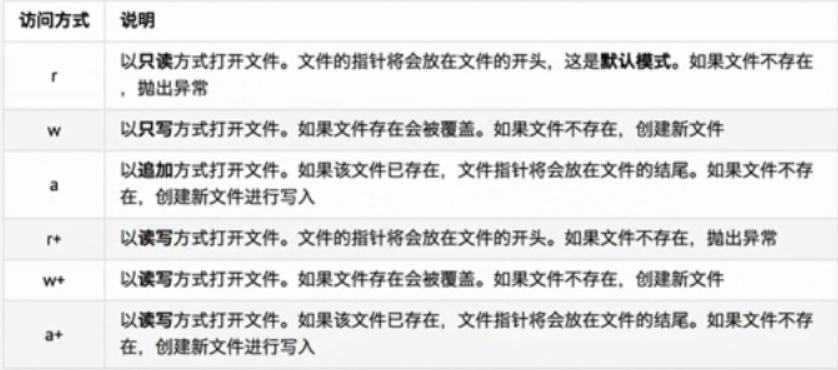 访问方式 说明
r 以只读方式打开文件。文件的指针将会放在文件的开头，这是默认模式。如果文件不存在
，抛出异常
w 以只写方式打开文件。如果文件存在会被覆盖。如果文件不存在，创建新文件
a 以追加方式打开文件。如果该文件已存在，文件指针将会放在文件的结尾。如果文件不存
在，创建新文件进行写入
r+ 以读写方式打开文件。文件的指针将会放在文件的开头。如果文件不存在，抛出异常
w+ 以读写方式打开文件。如果文件存在会被覆盖。如果文件不存在，创建新文件
a+ 以读写方式打开文件。如果该文件已存在，文件指针将会放在文件的结尾。如果文件不存
在，创建新文件进行写入